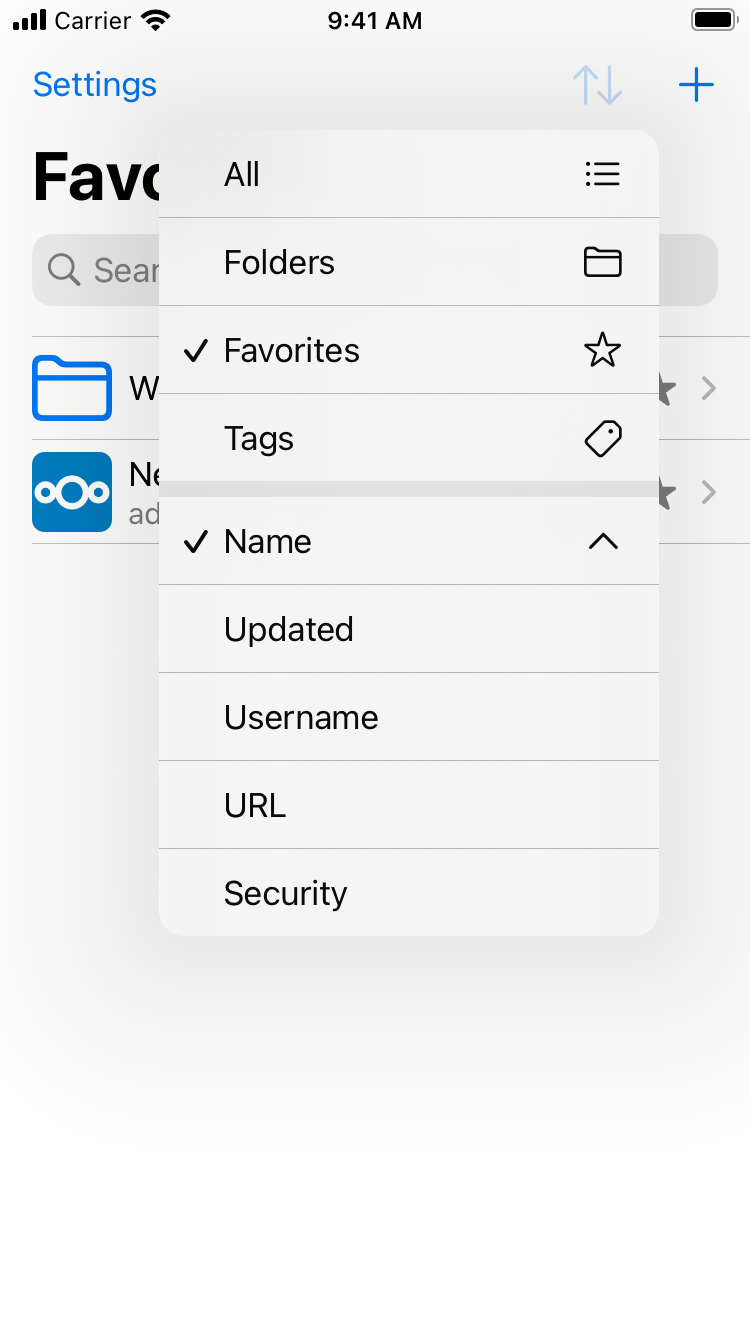 Carrier 9:41 AM
Settings
All
Folders
Favorites
Tags
Name
Updated
Username
URL
Security